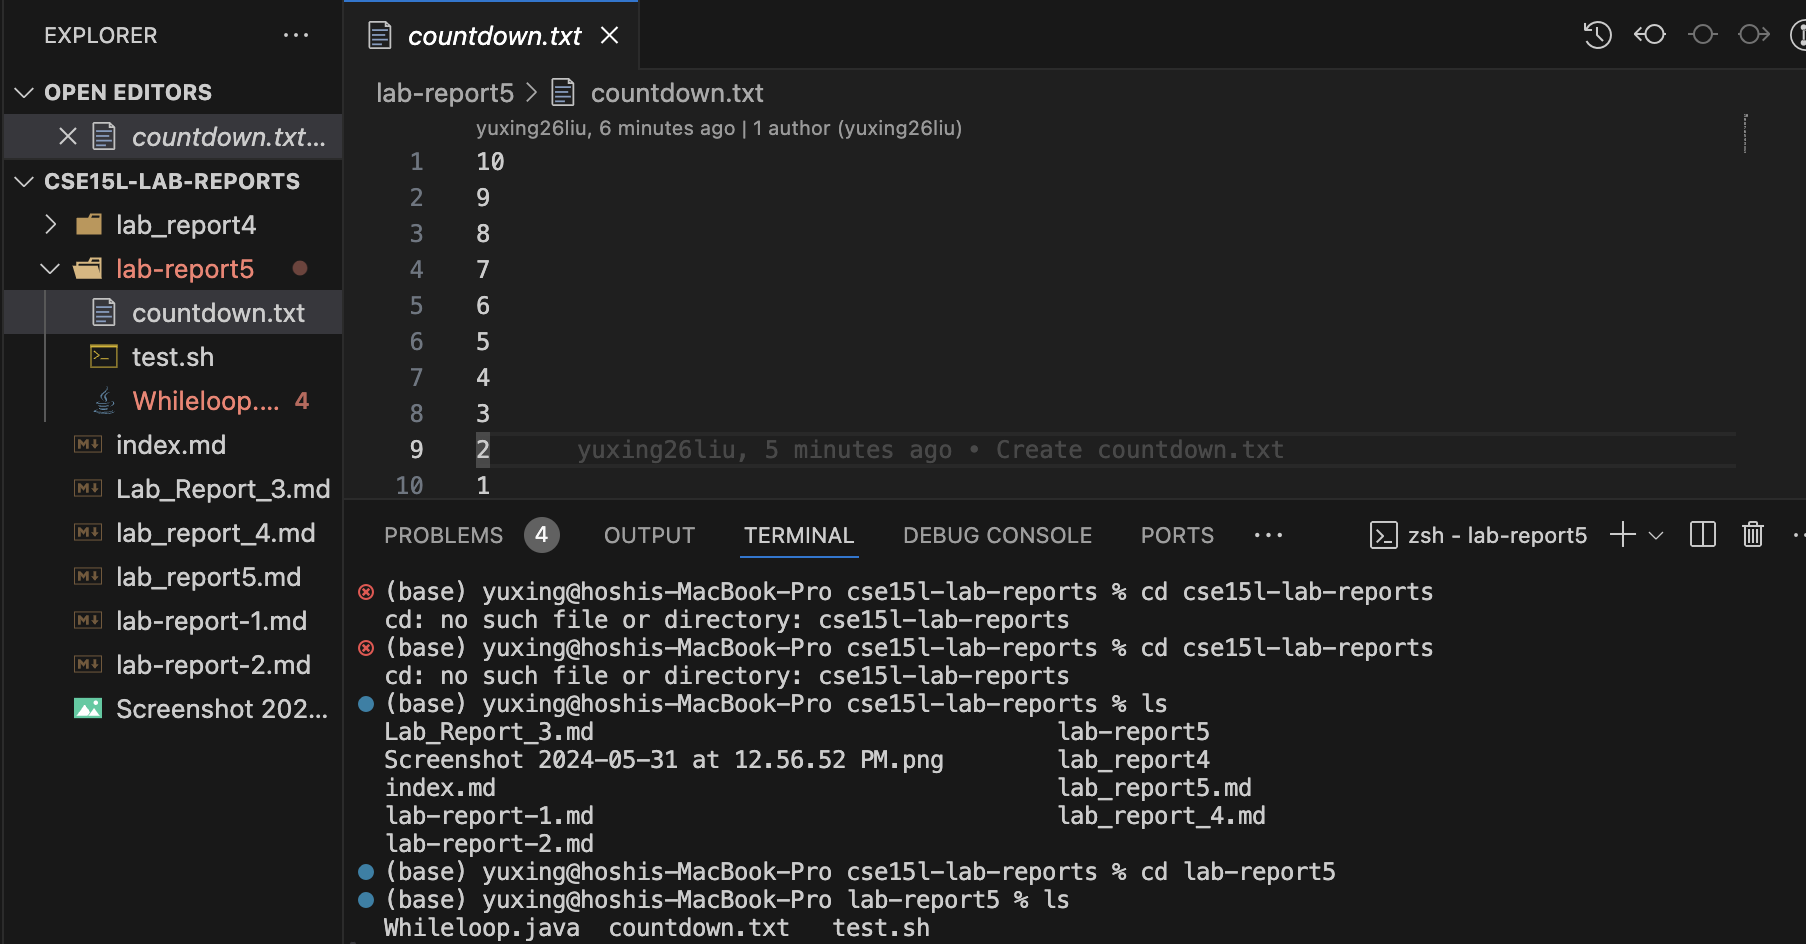 EXPLORER
OPEN EDITORS
countdown.txt...
CSE15L-LAB-REPORTS
lab_report4
lab-report5
countdown.txt
test.sh
Whileloop.... 4
index.md
Lab_Report_3.md
lab_report_4.md
lab_report5.md
lab-report-1.md
lab-report-2.md
Screenshot 202...
countdown.txt
lab-report5 > countdown.txt
yuxing26liu, 6 minutes ago | 1 author (yuxing26liu)
1 10
2 9
3 8
4 7
5 6
6 5
7 4
8 3
9 2 yuxing26liu, 5 minutes ago • Create countdown.txt
10 1
PROBLEMS 4 OUTPUT TERMINAL DEBUG CONSOLE PORTS ... zsh - lab-report5
(base) yuxing@hoshis-MacBook-Pro cse15l-lab-reports % cd cse15l-lab-reports
cd: no such file or directory: cse15l-lab-reports
(base) yuxing@hoshis-MacBook-Pro cse15l-lab-reports % cd cse15l-lab-reports
cd: no such file or directory: cse15l-lab-reports
(base) yuxing@hoshis-MacBook-Pro cse15l-lab-reports % ls
Lab_Report_3.md lab-report5
Screenshot 2024-05-31 at 12.56.52 PM.png lab_report4
index.md lab_report5.md
lab-report-1.md lab_report_4.md
lab-report-2.md
(base) yuxing@hoshis-MacBook-Pro cse15l-lab-reports % cd lab-report5
(base) yuxing@hoshis-MacBook-Pro lab-report5 % ls
Whileloop.java countdown.txt test.sh